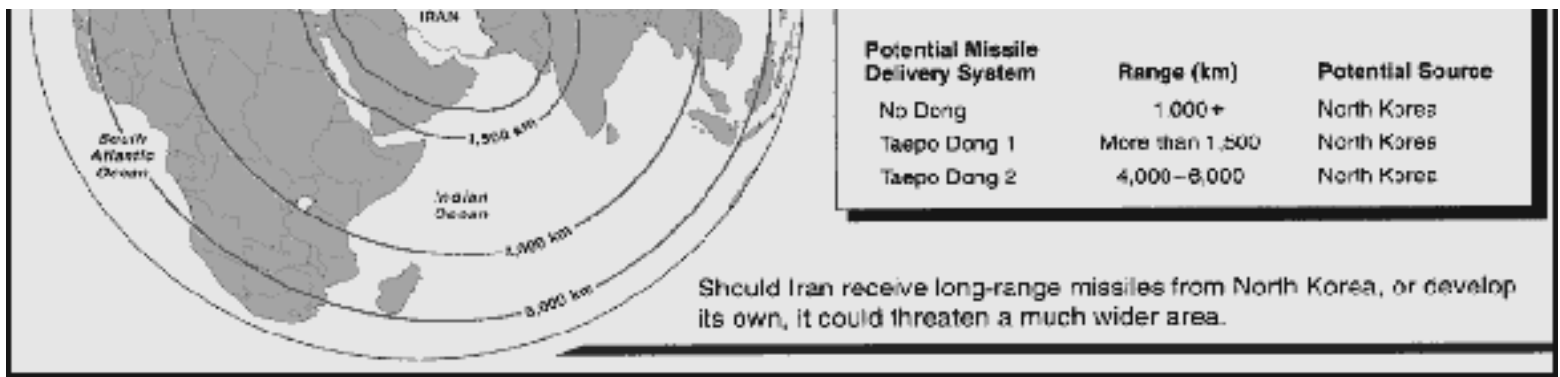 IRAN
1,500 km
South
Atlantic
Ocean
Indian
Ocean
4,000 km
6,000 km
Potential Missile
Delivery System Range (km) Potential Source
No Dong 1,000+ North Korea
Taepo Dong 1 More than 1,500 North Korea
Taepo Dong 2 4,000–6,000 North Korea
Should Iran receive long-range missiles from North Korea, or develop
its own, it could threaten a much wider area.